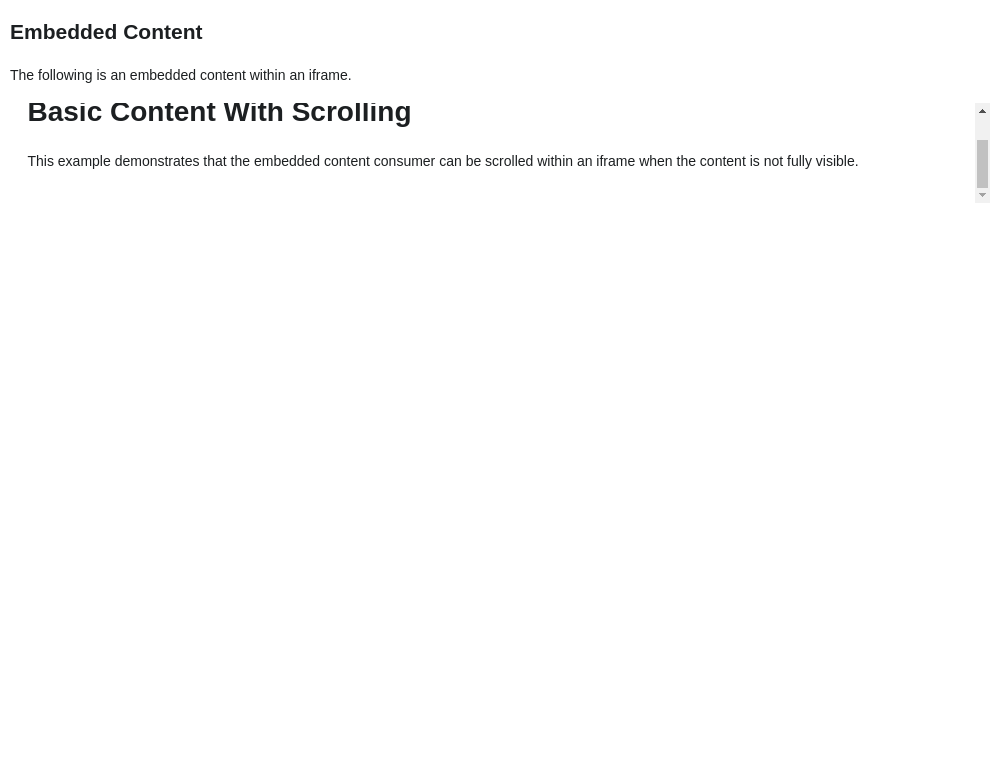 Embedded Content
The following is an embedded content within an iframe.
Basic Content With Scrolling
This example demonstrates that the embedded content consumer can be scrolled within an iframe when the content is not fully visible.